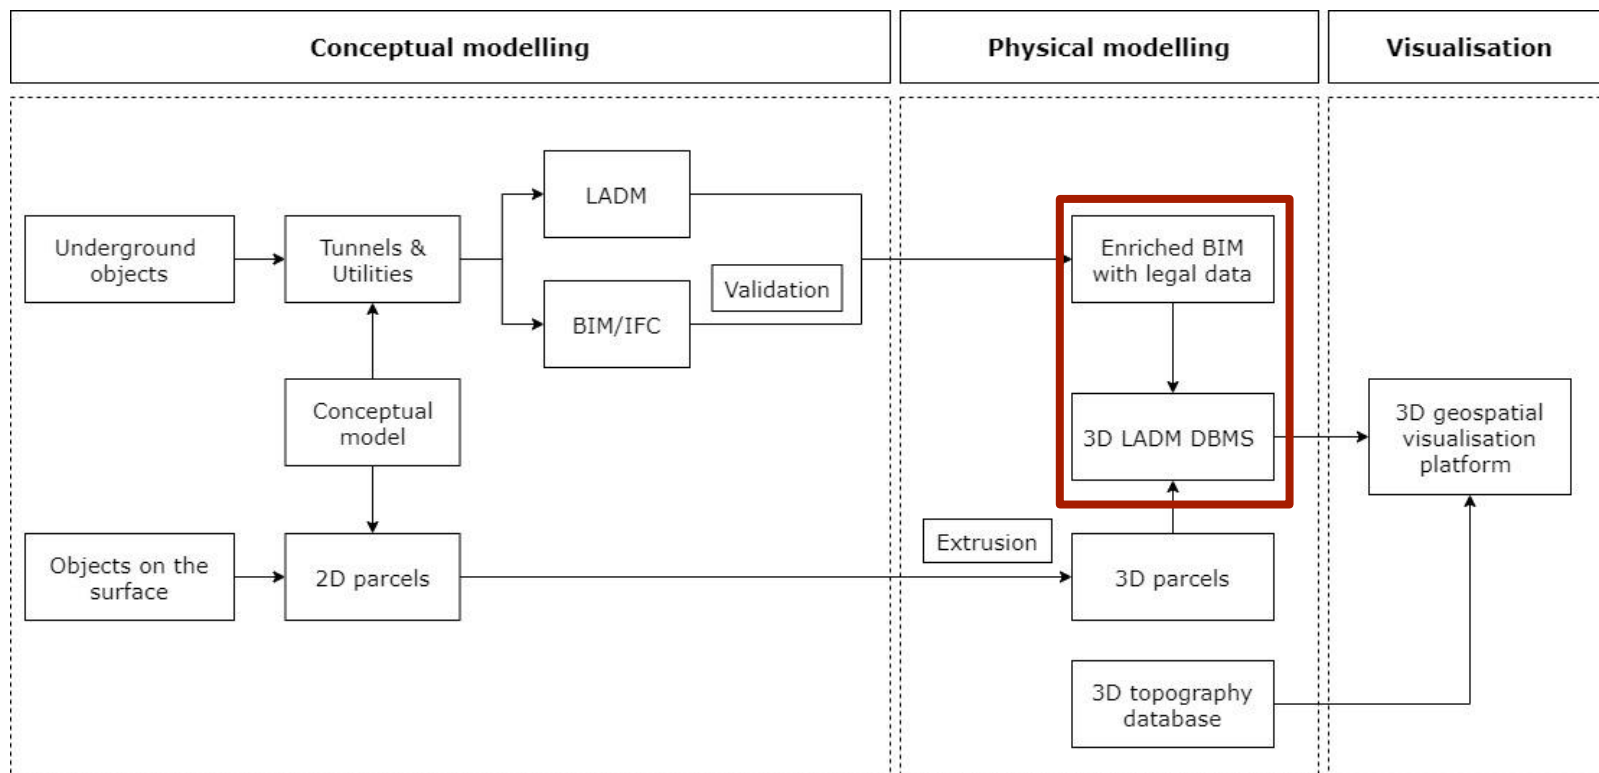 Conceptual modelling
Physical modelling
Visualisation
LADM
Underground
objects
Tunnels &
Utilities
Enriched BIM
with legal data
Validation
BIM/IFC
Conceptual
model
3D LADM DBMS
3D geospatial
visualisation
platform
Extrusion
Objects on the
surface
2D parcels
3D parcels
3D topography
database